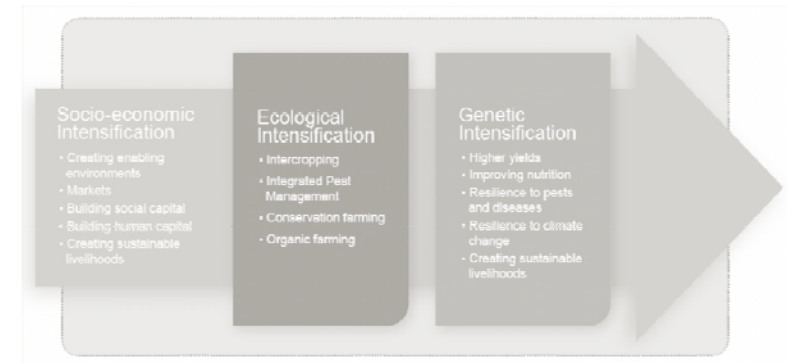 Socio-economic
Intensification
• Creating enabling
environments
• Markets
• Building social capital
• Building human capital
• Creating sustainable
livelihoods
Ecological
Intensification
• Intercropping
• Integrated Pest
Management
• Conservation farming
• Organic farming
Genetic
Intensification
• Higher yields
• Improving nutrition
• Resilience to pests
and diseases
• Resilience to climate
change
• Creating sustainable
livelihoods